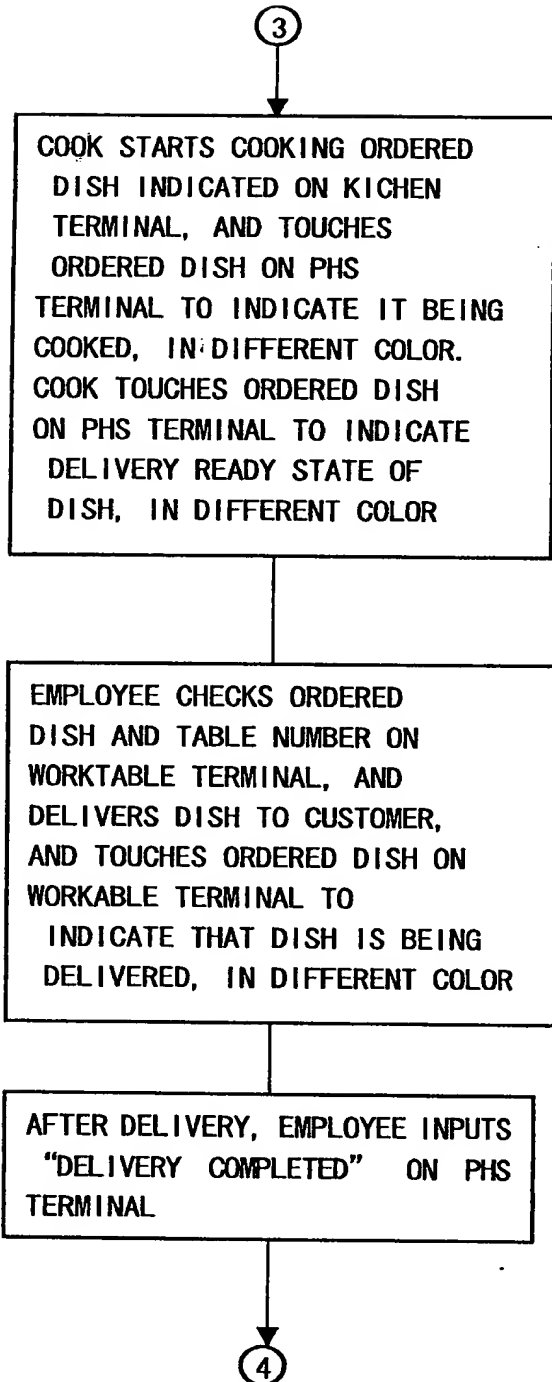 3
COOK STARTS COOKING ORDERED
DISH INDICATED ON KICHEN
TERMINAL, AND TOUCHES
ORDERED DISH ON PHS
TERMINAL TO INDICATE IT BEING
COOKED, IN DIFFERENT COLOR.
COOK TOUCHES ORDERED DISH
ON PHS TERMINAL TO INDICATE
DELIVERY READY STATE OF
DISH, IN DIFFERENT COLOR
EMPLOYEE CHECKS ORDERED
DISH AND TABLE NUMBER ON
WORKTABLE TERMINAL, AND
DELIVERS DISH TO CUSTOMER,
AND TOUCHES ORDERED DISH ON
WORKABLE TERMINAL TO
INDICATE THAT DISH IS BEING
DELIVERED, IN DIFFERENT COLOR
AFTER DELIVERY, EMPLOYEE INPUTS
"DELIVERY COMPLETED" ON PHS
TERMINAL
4